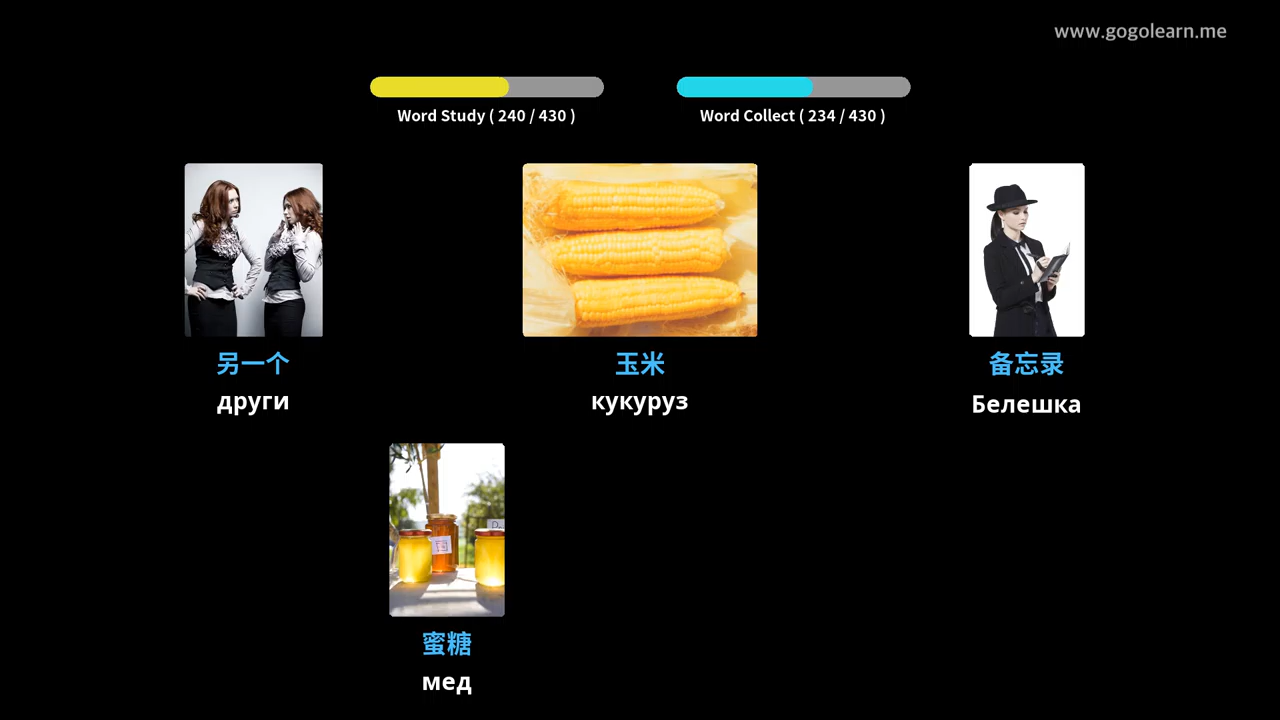 www.gogolearn.me
Word Study ( 240 / 430 )
Word Collect ( 234 / 430 )
另一个
други
玉米
кукуруз
备忘录
Белешка
蜜糖
мед